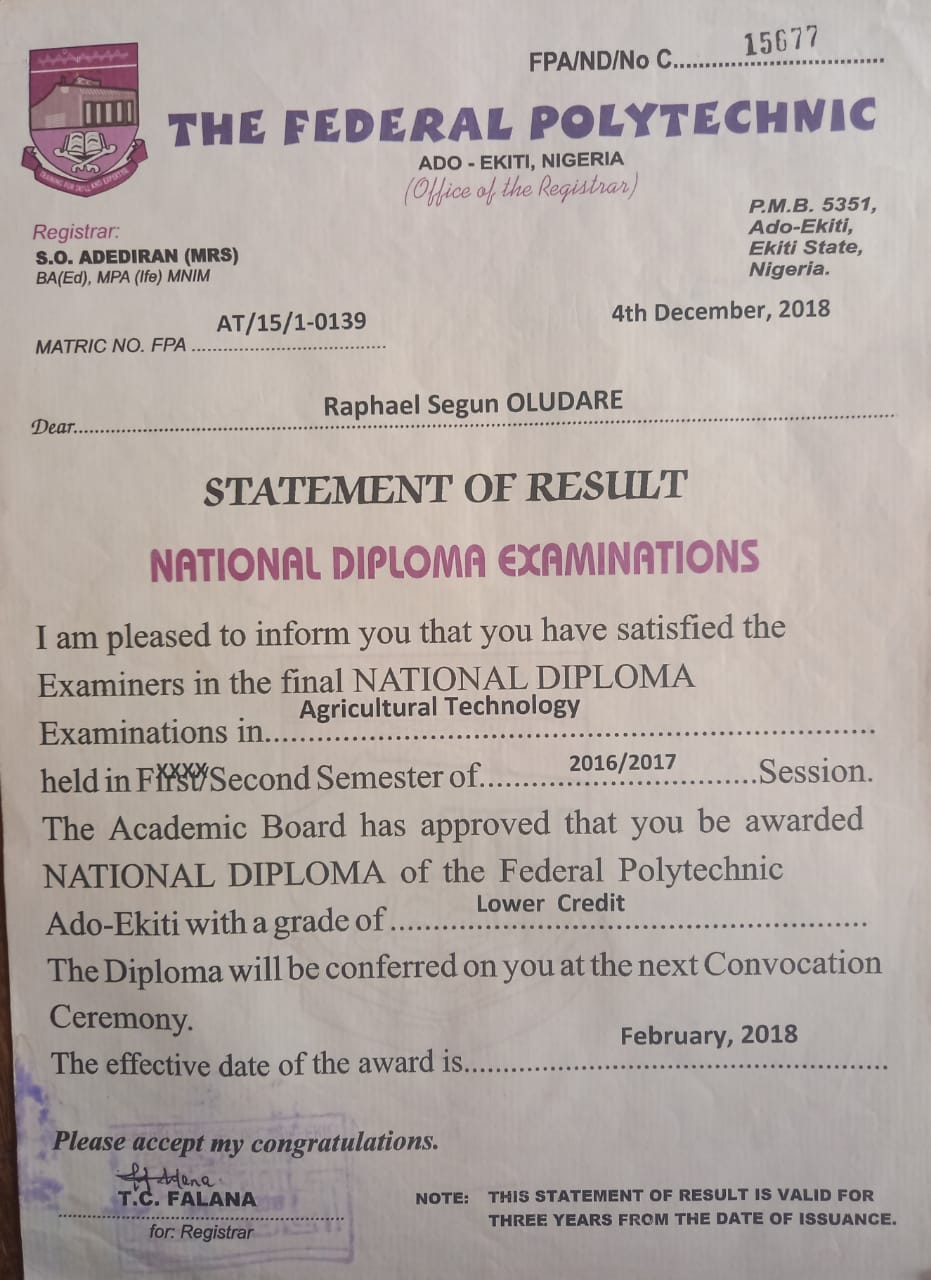 FPA/ND/No C.......15677.......
THE FEDERAL POLYTECHNIC
ADO - EKITI, NIGERIA
(Office of the Registrar)
TRAINING FOR SKILL AND EXPERTISE
P.M.B. 5351,
Ado-Ekiti,
Ekiti State,
Nigeria.
Registrar:
S.O. ADEDIRAN (MRS)
BA(Ed), MPA (Ife) MNIM
4th December, 2018
MATRIC NO. FPA AT/15/1-0139
Dear Raphael Segun OLUDARE
STATEMENT OF RESULT
NATIONAL DIPLOMA EXAMINATIONS
I am pleased to inform you that you have satisfied the
Examiners in the final NATIONAL DIPLOMA
Examinations in Agricultural Technology
held in First/Second Semester of 2016/2017 Session.
The Academic Board has approved that you be awarded
NATIONAL DIPLOMA of the Federal Polytechnic
Ado-Ekiti with a grade of Lower Credit
The Diploma will be conferred on you at the next Convocation
Ceremony.
The effective date of the award is February, 2018
Please accept my congratulations.
T.C. FALANA
for: Registrar
NOTE: THIS STATEMENT OF RESULT IS VALID FOR
THREE YEARS FROM THE DATE OF ISSUANCE.